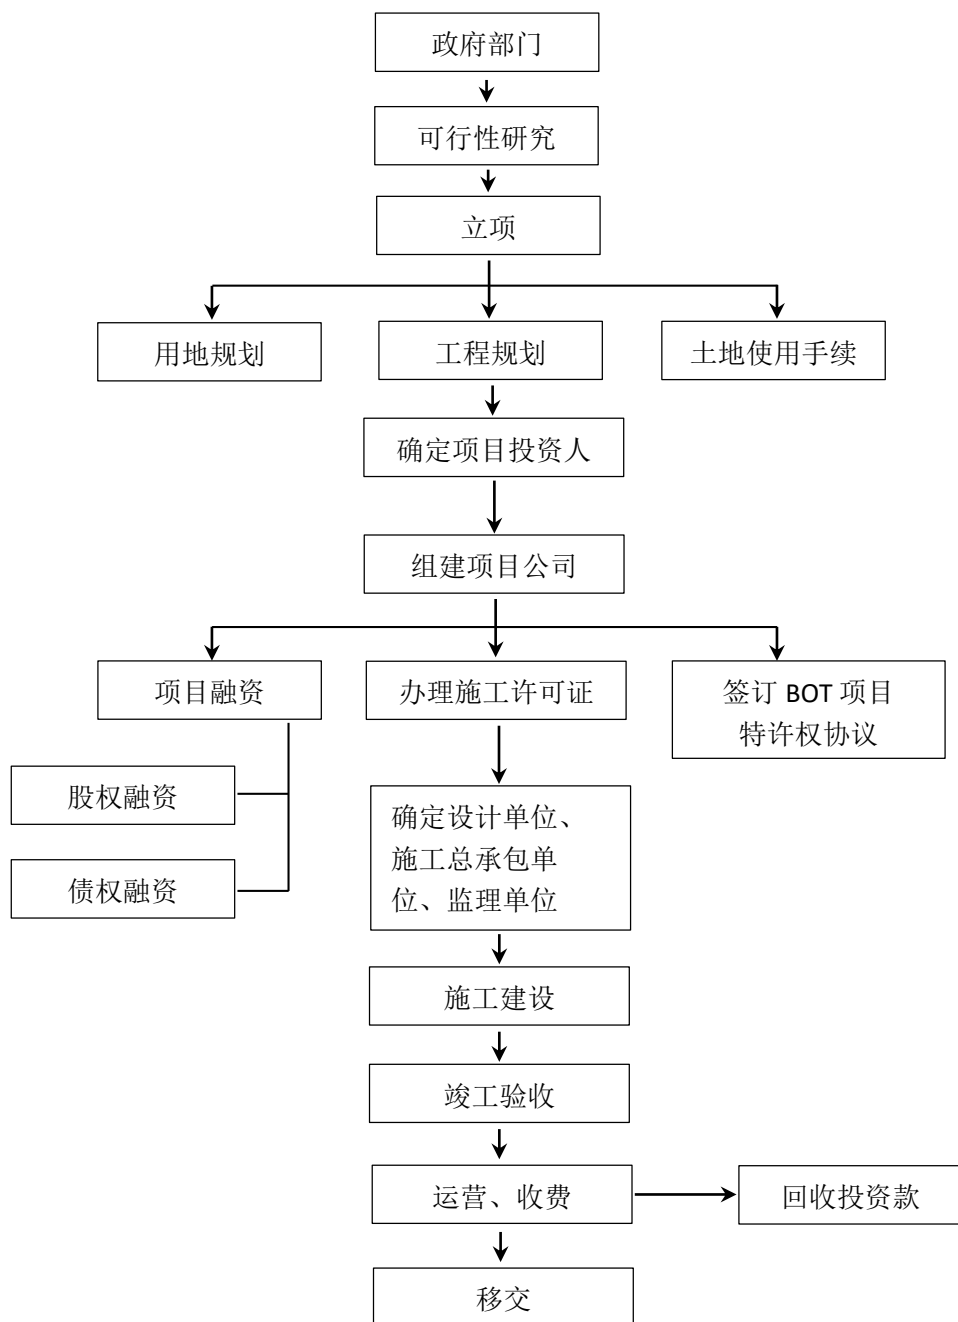 政府部门
可行性研究
立项
用地规划
工程规划
土地使用手续
确定项目投资人
组建项目公司
项目融资
办理施工许可证
签订 BOT 项目
特许权协议
股权融资
债权融资
确定设计单位、
施工总承包单
位、监理单位
施工建设
竣工验收
运营、收费
回收投资款
移交